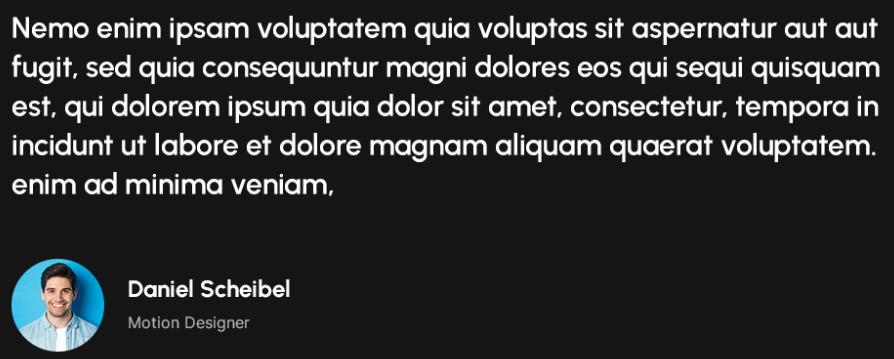 Nemo enim ipsam voluptatem quia voluptas sit aspernatur aut aut
fugit, sed quia consequuntur magni dolores eos qui sequi quisquam
est, qui dolorem ipsum quia dolor sit amet, consectetur, tempora in
incidunt ut labore et dolore magnam aliquam quaerat voluptatem.
enim ad minima veniam,
Daniel Scheibel
Motion Designer